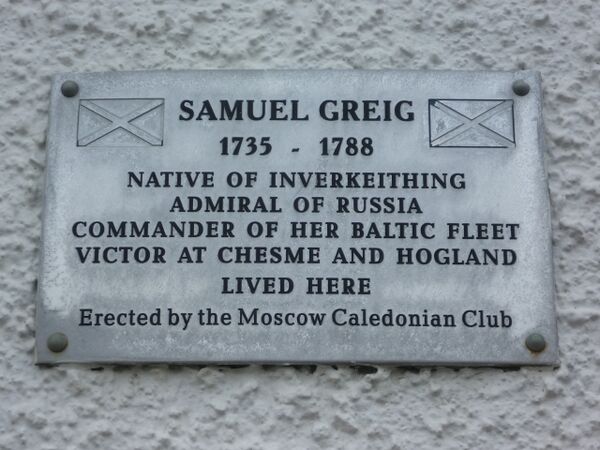 SAMUEL GREIG
1735 - 1788
NATIVE OF INVERKEITHING
ADMIRAL OF RUSSIA
COMMANDER OF HER BALTIC FLEET
VICTOR AT CHESME AND HOGLAND
LIVED HERE
Erected by the Moscow Caledonian Club